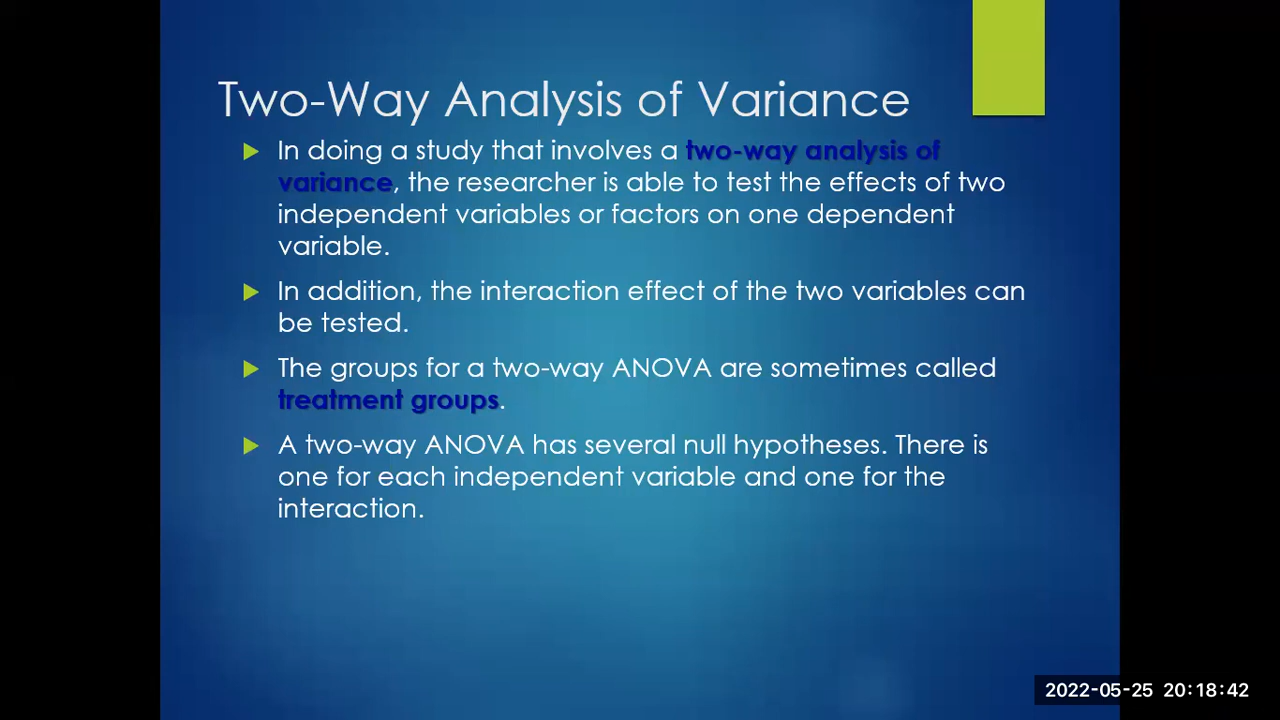 Two-Way Analysis of Variance
In doing a study that involves a two-way analysis of
variance, the researcher is able to test the effects of two
independent variables or factors on one dependent
variable.
In addition, the interaction effect of the two variables can
be tested.
The groups for a two-way ANOVA are sometimes called
treatment groups.
A two-way ANOVA has several null hypotheses. There is
one for each independent variable and one for the
interaction.
2022-05-25 20:18:42